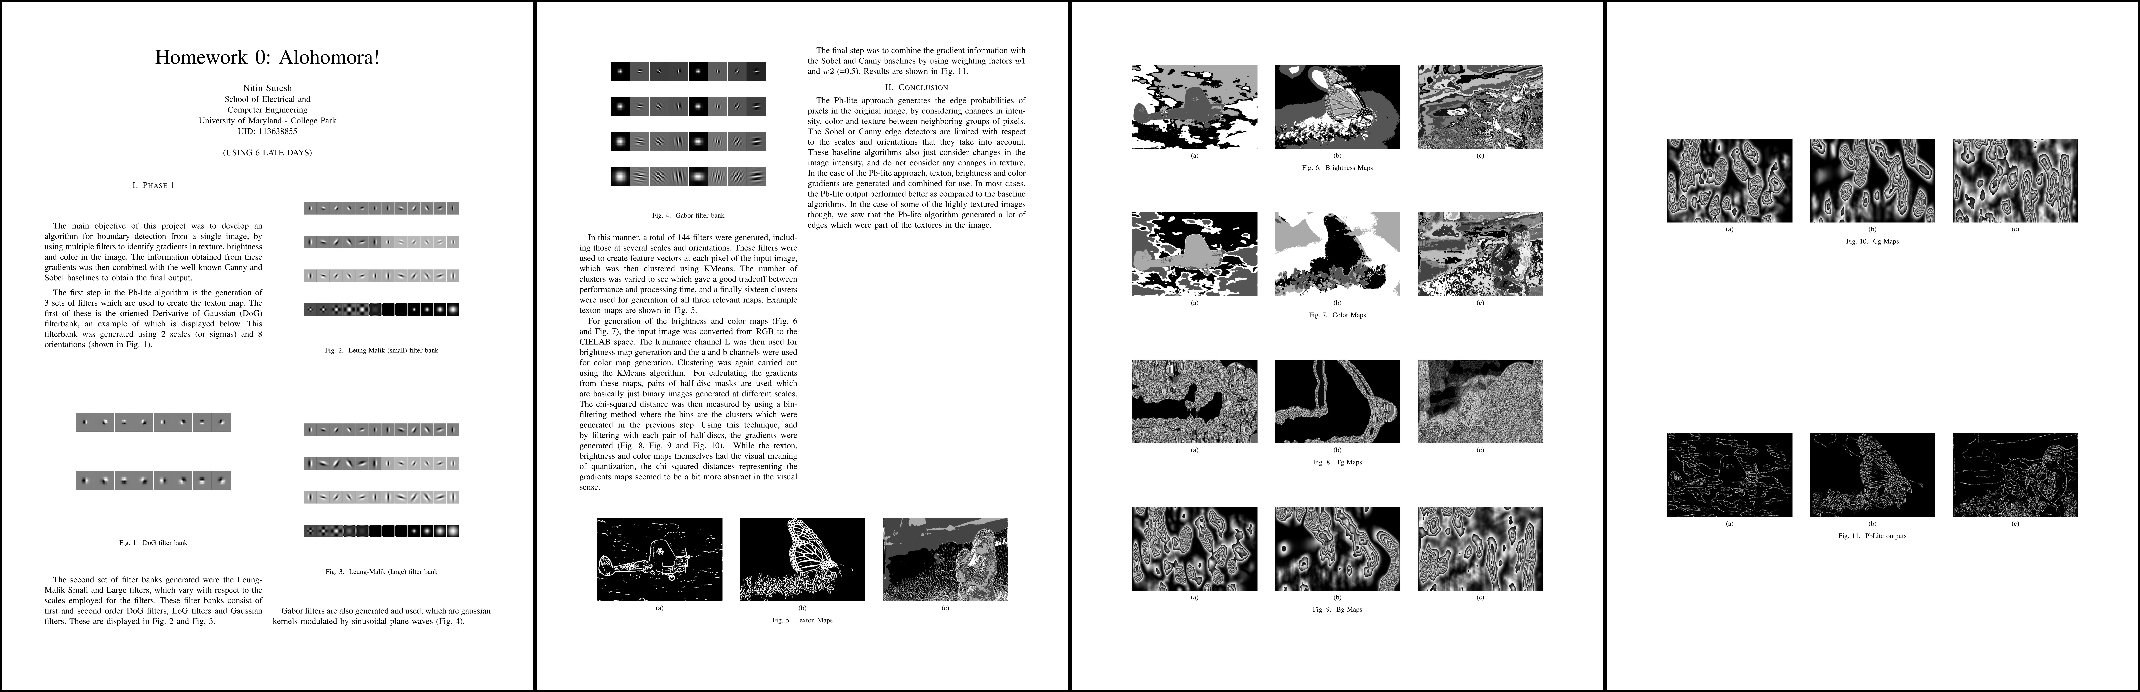 Homework 0: Alohomora!
Nitin Suresh
School of Electrical and
Computer Engineering
University of Maryland - College Park
UID: 113638855
(USING 6 LATE DAYS)
I. PHASE 1
The main objective of this project was to develop an
algorithm for boundary detection from a single image, by
using multiple filters to identify gradients in texture, brightness
and color in the image. The information obtained from these
gradients was then combined with the well known Canny and
Sobel baselines to obtain the final output.
The first step in the Pb-lite algorithm is the generation of
3 sets of filters which are used to create the texton map. The
first of these is the oriented Derivative of Gaussian (DoG)
filterbank, an example of which is displayed below. This
filterbank was generated using 2 scales (or sigmas) and 8
orientations (shown in Fig. 1).
Fig. 1. DoG filter bank
The second set of filter banks generated were the Leung-
Malik Small and Large filters, which vary with respect to the
scales employed for the filters. These filter banks consist of
first and second order DoG filters, LoG filters and Gaussian
filters. These are displayed in Fig. 2 and Fig. 3.
Fig. 2. Leung-Malik (small) filter bank
Fig. 3. Leung-Malik (large) filter bank
Gabor filters are also generated and used, which are gaussian
kernels modulated by sinusoidal plane waves (Fig. 4).
Fig. 4. Gabor filter bank
In this manner, a total of 144 filters were generated, includ-
ing those at several scales and orientations. These filters were
used to create feature vectors at each pixel of the input image,
which was then clustered using KMeans. The number of
clusters was varied to see which gave a good tradeoff between
performance and processing time, and a finally sixteen clusters
were used for generation of all three relevant maps. Example
texton maps are shown in Fig. 5.
For generation of the brightness and color maps (Fig. 6
and Fig. 7), the input image was converted from RGB to the
CIELAB space. The luminance channel L was then used for
brightness map generation and the a and b channels were used
for color map generation. Clustering was again carried out
using the KMeans algorithm. For calculating the gradients
from these maps, pairs of half-disc masks are used which
are basically just binary images generated at different scales.
The chi-squared distance was then measured by using a bin-
filtering method where the bins are the clusters which were
generated in the previous step. Using this technique, and
by filtering with each pair of half-discs, the gradients were
generated (Fig. 8, Fig. 9 and Fig. 10). While the texton,
brightness and color maps themselves had the visual meaning
of quantization, the chi squared distances representing the
gradients maps seemed to be a bit more abstract in the visual
sense.
The final step was to combine the gradient information with
the Sobel and Canny baselines by using weighting factors w1
and w2 (=0.5). Results are shown in Fig. 11.
II. CONCLUSION
The Pb-lite approach generates the edge probabilities of
pixels in the original image, by considering changes in inten-
sity, color and texture between neighboring groups of pixels.
The Sobel or Canny edge detectors are limited with respect
to the scales and orientations that they take into account.
These baseline algorithms also just consider changes in the
image intensity, and do not consider any changes in texture.
In the case of the Pb-lite approach, texton, brightness and color
gradients are generated and combined for use. In most cases,
the Pb-lite output performed better as compared to the baseline
algorithms. In the case of some of the highly textured images
though, we saw that the Pb-lite algorithm generated a lot of
edges which were part of the textures in the image.
(a) (b) (c)
Fig. 5. Texton Maps
(a) (b) (c)
Fig. 6. Brightness Maps
(a) (b) (c)
Fig. 7. Color Maps
(a) (b) (c)
Fig. 8. Tg Maps
(a) (b) (c)
Fig. 9. Bg Maps
(a) (b) (c)
Fig. 10. Cg Maps
(a) (b) (c)
Fig. 11. Pb-Lite outputs